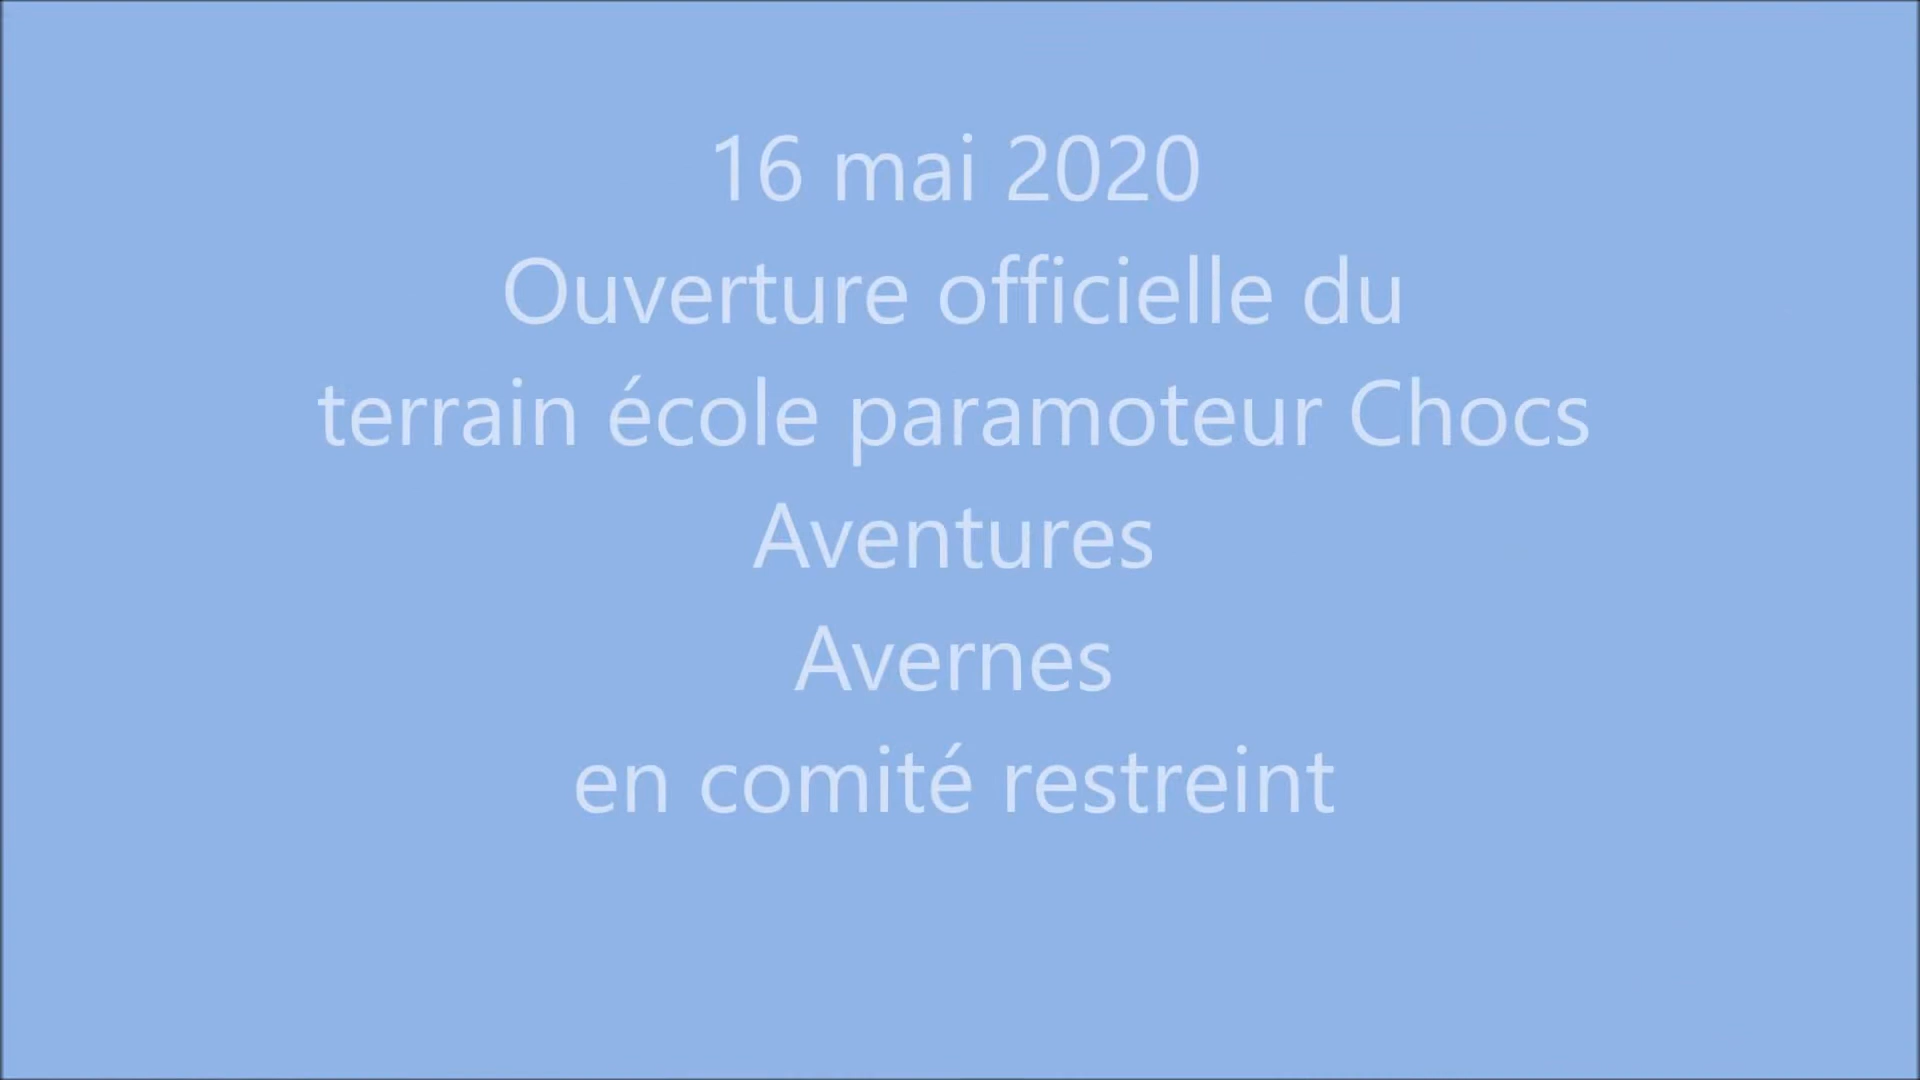 16 mai 2020
Ouverture officielle du
terrain école paramoteur Chocs
Aventures
Avernes
en comité restreint